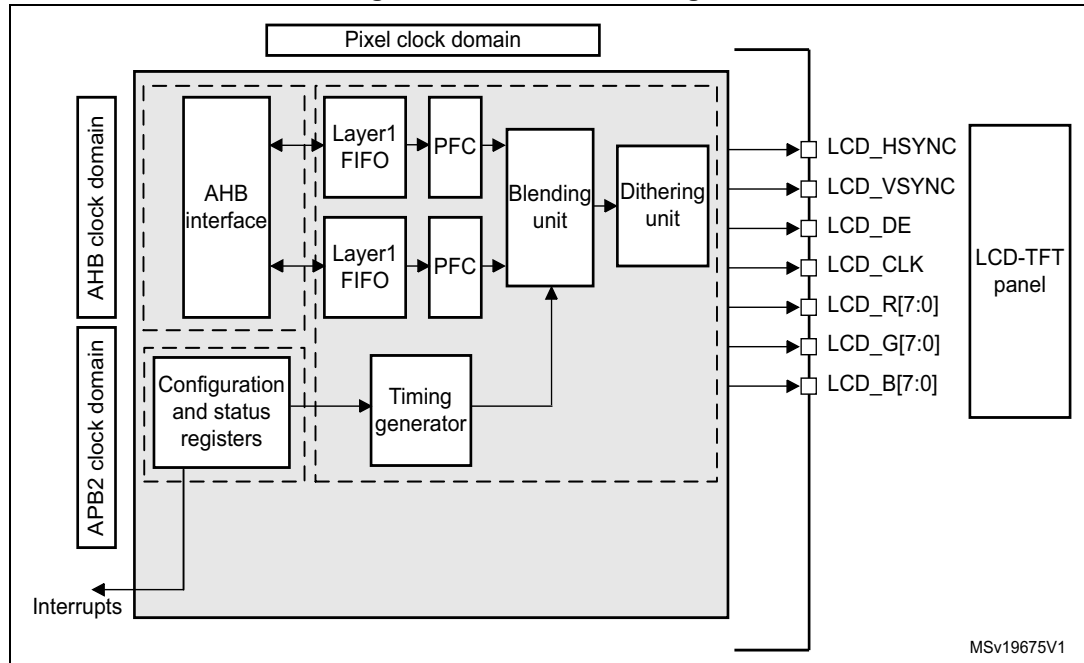 Pixel clock domain
AHB clock domain
APB2 clock domain
AHB
interface
Layer1
FIFO
PFC
Layer1
FIFO
PFC
Blending
unit
Dithering
unit
Configuration
and status
registers
Timing
generator
Interrupts
LCD_HSYNC
LCD_VSYNC
LCD_DE
LCD_CLK
LCD_R[7:0]
LCD_G[7:0]
LCD_B[7:0]
LCD-TFT
panel
MSv19675V1